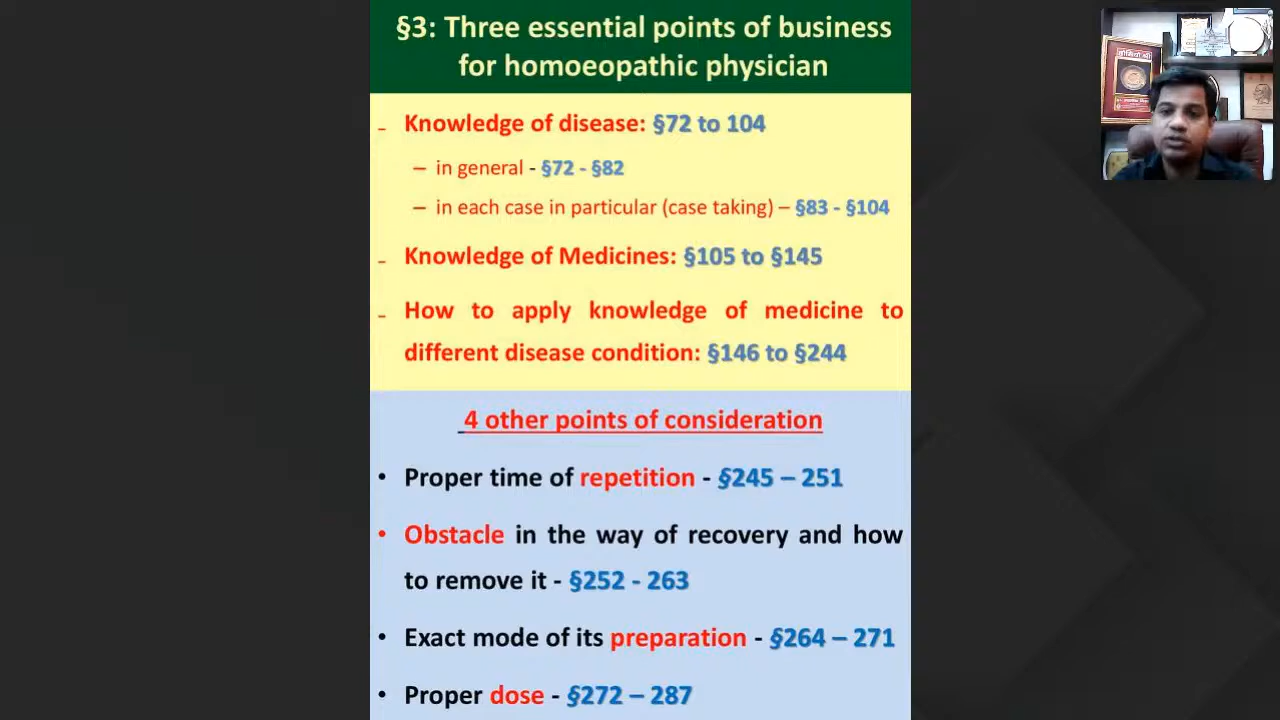 §3: Three essential points of business
for homoeopathic physician
- Knowledge of disease: §72 to 104
– in general - §72 - §82
– in each case in particular (case taking) – §83 - §104
- Knowledge of Medicines: §105 to §145
- How to apply knowledge of medicine to
different disease condition: §146 to §244
4 other points of consideration
• Proper time of repetition - §245 – 251
• Obstacle in the way of recovery and how
to remove it - §252 - 263
• Exact mode of its preparation - §264 – 271
• Proper dose - §272 – 287